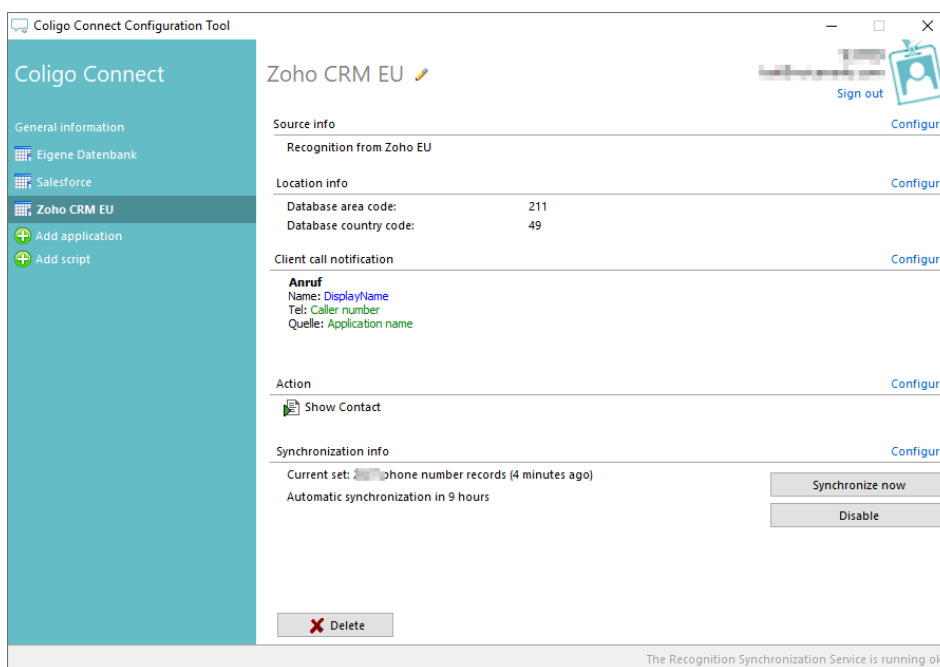 Coligo Connect Configuration Tool
Coligo Connect
General information
Eigene Datenbank
Salesforce
Zoho CRM EU
Add application
Add script
Zoho CRM EU
Sign out
Source info
Configur
Recognition from Zoho EU
Location info
Configur
Database area code: 211
Database country code: 49
Client call notification
Configur
Anruf
Name: DisplayName
Tel: Caller number
Quelle: Application name
Action
Configur
Show Contact
Synchronization info
Configur
Current set: phone number records (4 minutes ago)
Automatic synchronization in 9 hours
Synchronize now
Disable
Delete
The Recognition Synchronization Service is running ok